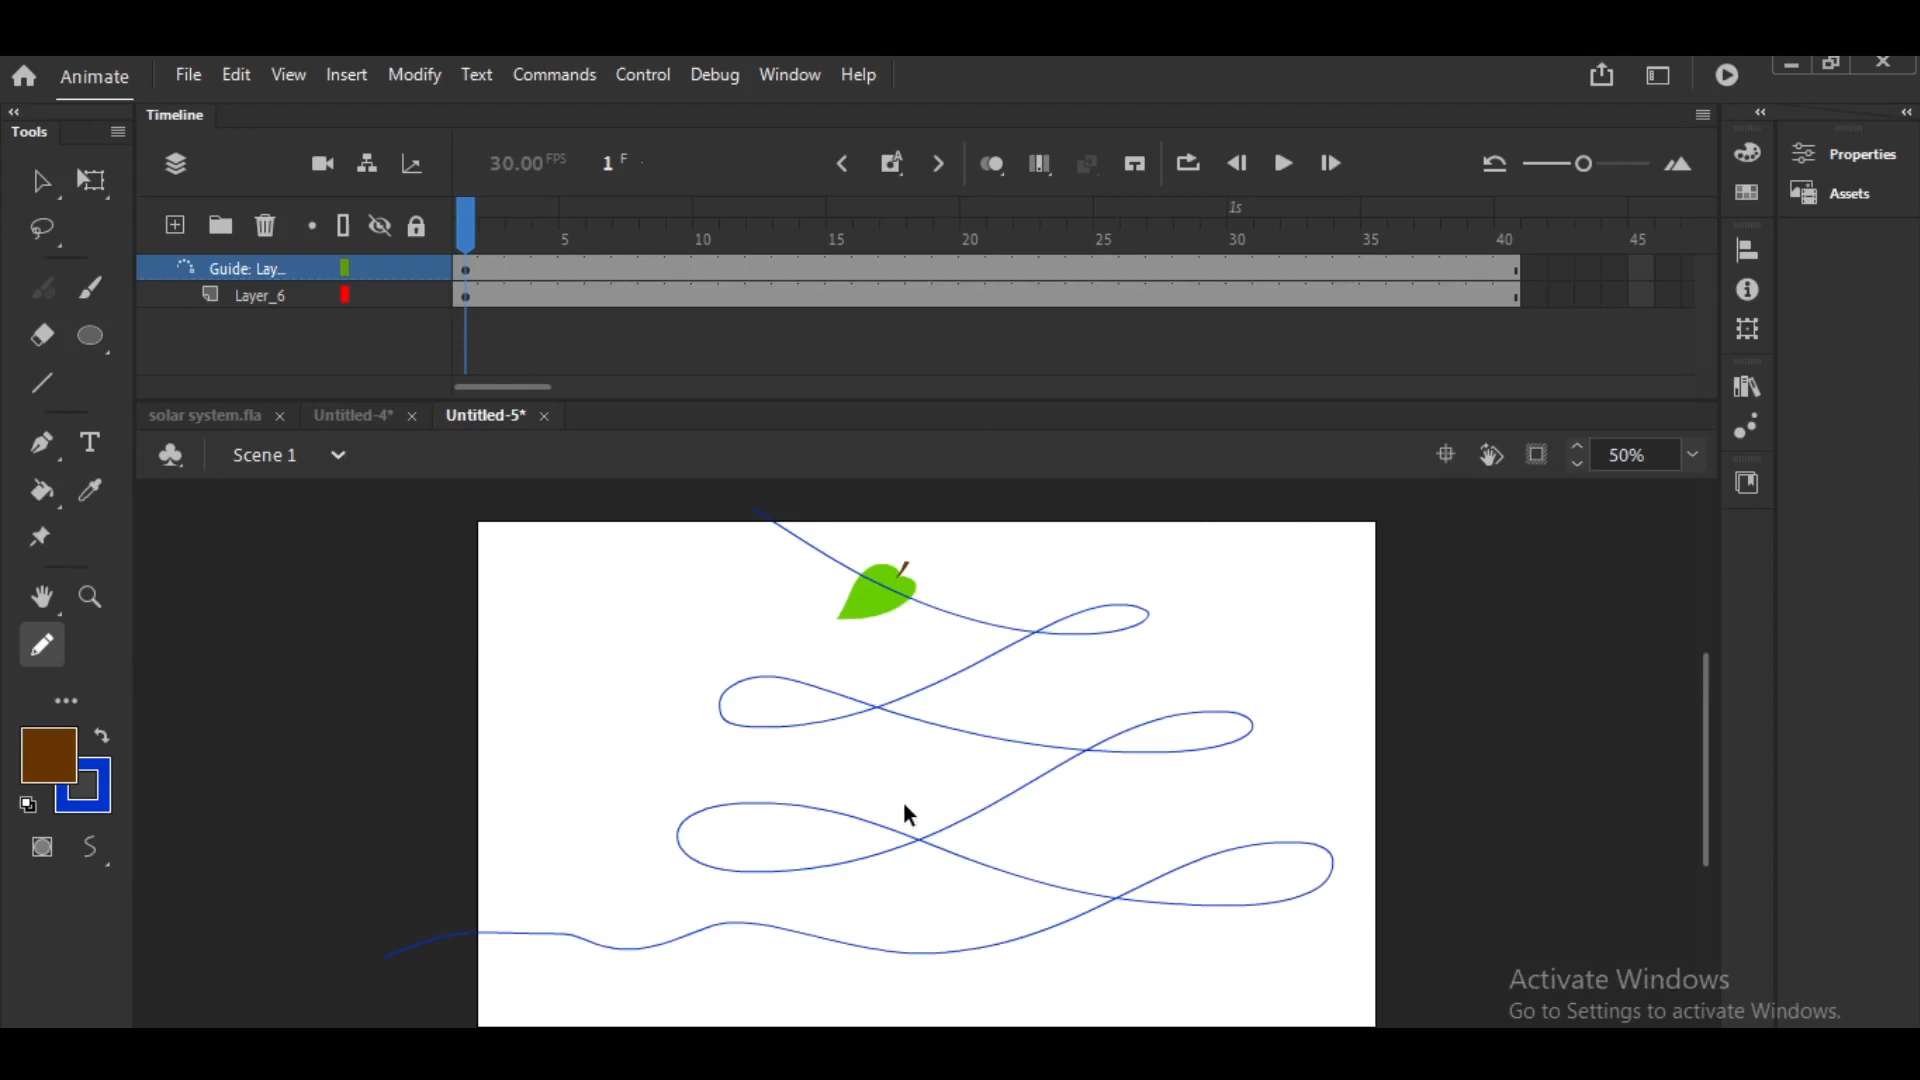 Animate File Edit View Insert Modify Text Commands Control Debug Window Help
Tools
Timeline
30.00 FPS 1 F
Properties
Assets
1s
5 10 15 20 25 30 35 40 45
Guide: Lay...
Layer_6
solar system.fla × Untitled-4* × Untitled-5* ×
Scene 1
50%
T
Activate Windows
Go to Settings to activate Windows.